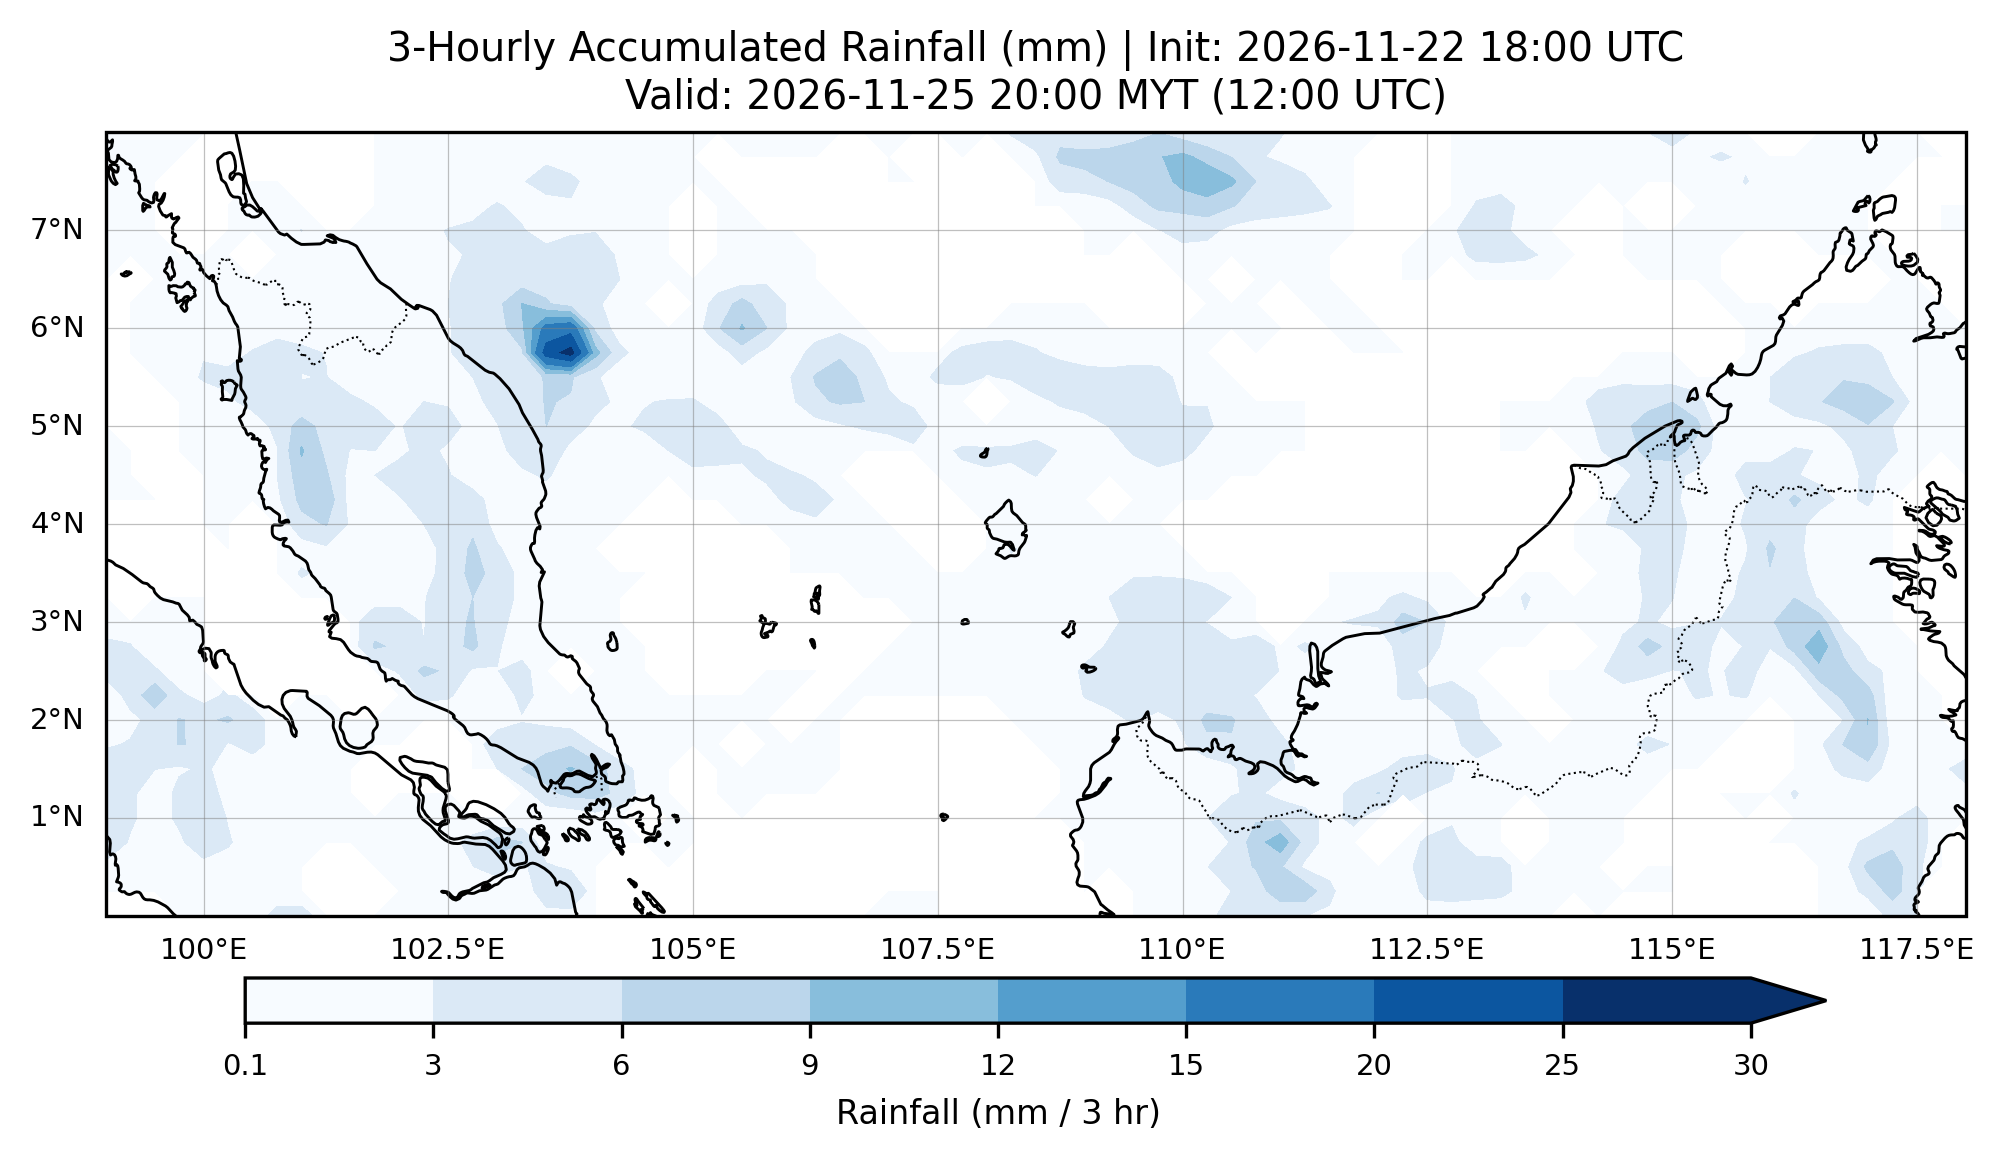 3-Hourly Accumulated Rainfall (mm) | Init: 2026-11-22 18:00 UTC
Valid: 2026-11-25 20:00 MYT (12:00 UTC)
7°N
6°N
5°N
4°N
3°N
2°N
1°N
100°E 102.5°E 105°E 107.5°E 110°E 112.5°E 115°E 117.5°E
0.1 3 6 9 12 15 20 25 30
Rainfall (mm / 3 hr)